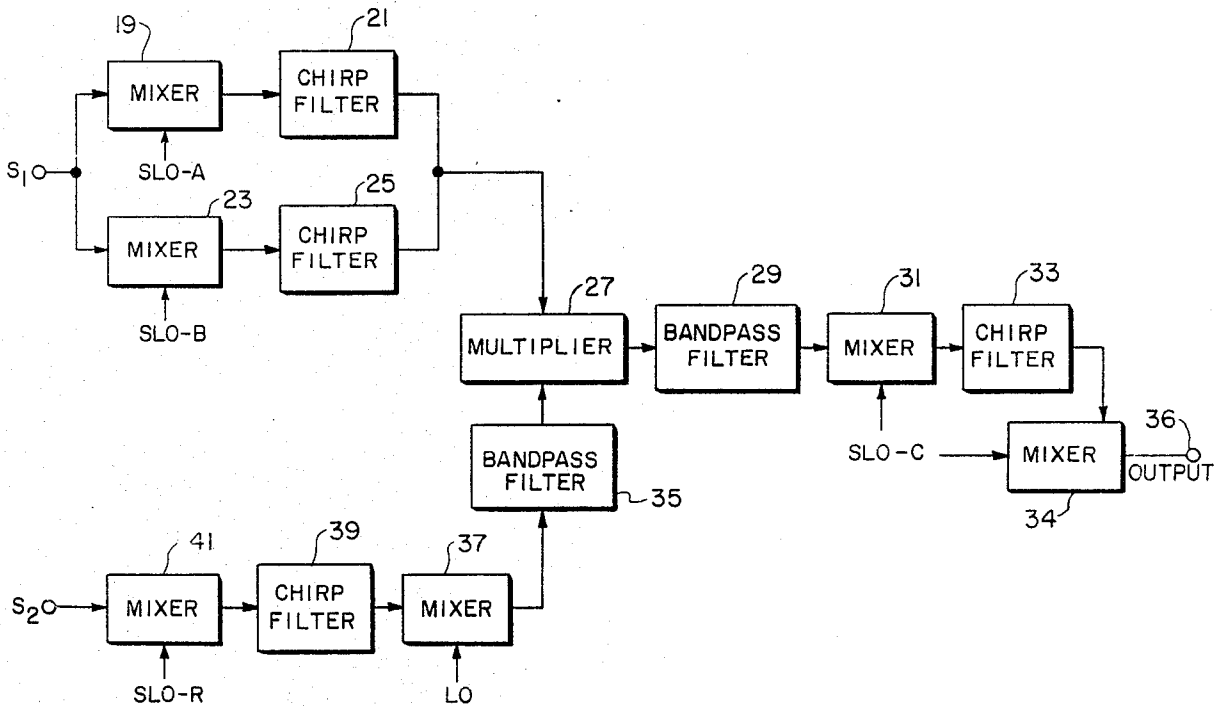 19
MIXER
SLO-A
21
CHIRP
FILTER
S1
23
MIXER
SLO-B
25
CHIRP
FILTER
27
MULTIPLIER
29
BANDPASS
FILTER
31
MIXER
SLO-C
33
CHIRP
FILTER
MIXER
34
36
OUTPUT
BANDPASS
FILTER
35
S2
41
MIXER
SLO-R
39
CHIRP
FILTER
37
MIXER
LO